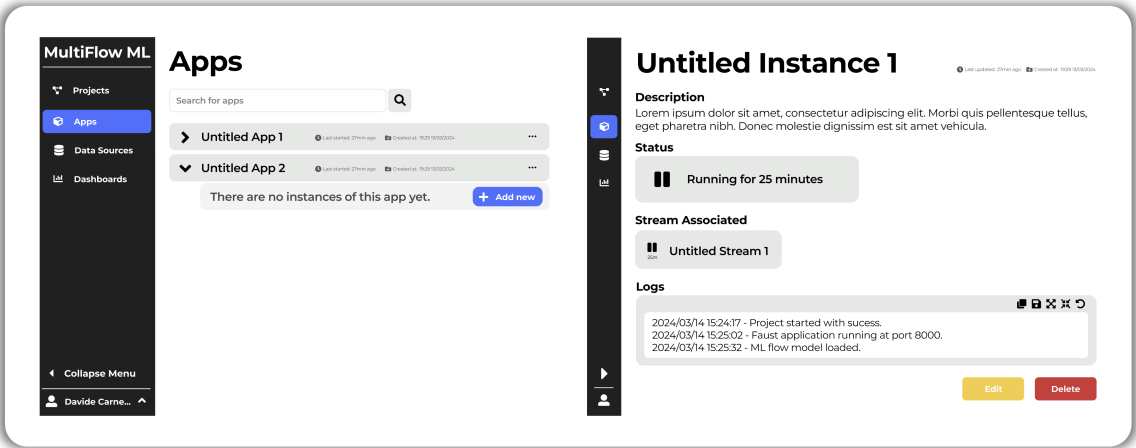 MultiFlow ML
Projects
Apps
Data Sources
Dashboards
Collapse Menu
Davide Carne...
Apps
Search for apps
Untitled App 1 Last started: 27min ago Created at: 19:29 13/03/2024 ...
Untitled App 2 Last started: 27min ago Created at: 19:29 13/03/2024 ...
There are no instances of this app yet. + Add new
Untitled Instance 1 Last updated: 27min ago Created at: 19:29 13/03/2024
Description
Lorem ipsum dolor sit amet, consectetur adipiscing elit. Morbi quis pellentesque tellus,
eget pharetra nibh. Donec molestie dignissim est sit amet vehicula.
Status
Running for 25 minutes
Stream Associated
25m Untitled Stream 1
Logs
2024/03/14 15:24:17 - Project started with sucess.
2024/03/14 15:25:02 - Faust application running at port 8000.
2024/03/14 15:25:32 - ML flow model loaded.
Edit Delete